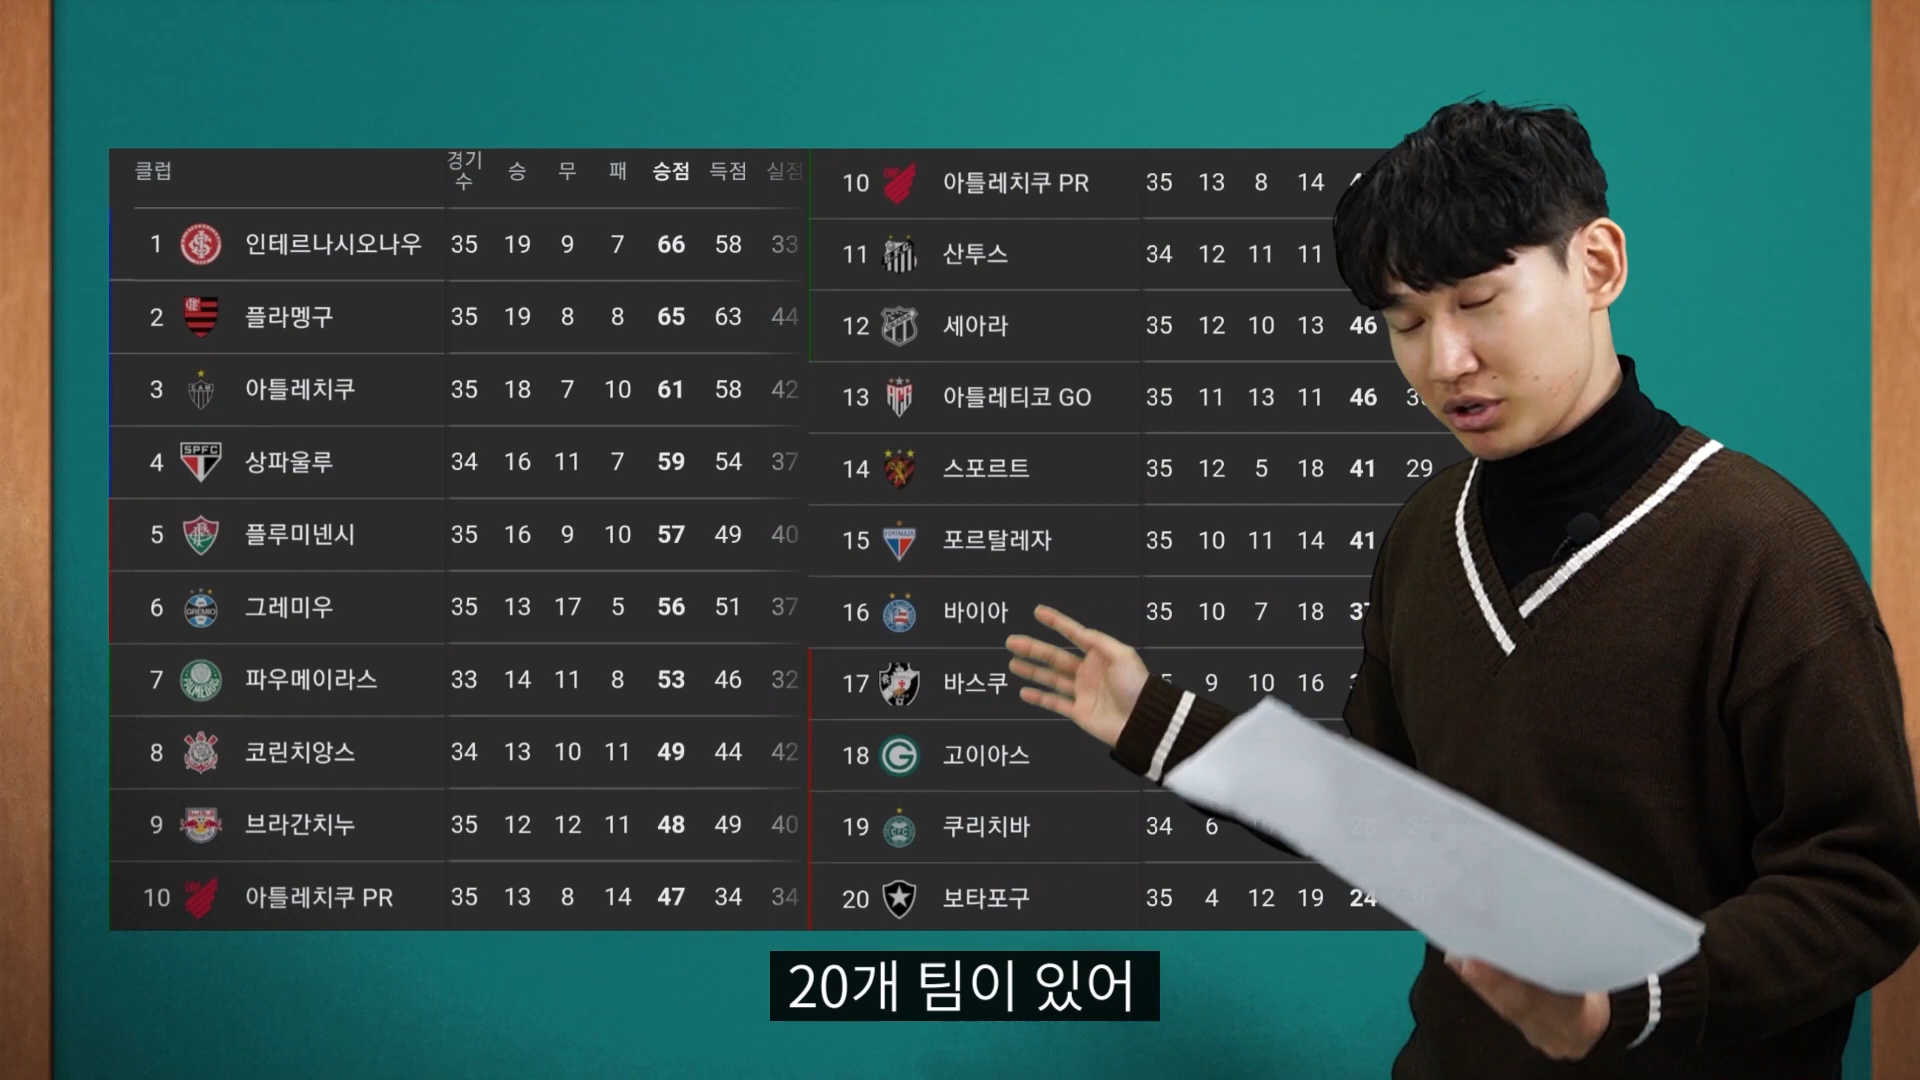 클럽 경기수 승 무 패 승점 득점 실점
1 인테르나시오나우 35 19 9 7 66 58 33
2 플라멩구 35 19 8 8 65 63 44
3 아틀레치쿠 35 18 7 10 61 58 42
4 상파울루 34 16 11 7 59 54 37
5 플루미넨시 35 16 9 10 57 49 40
6 그레미우 35 13 17 5 56 51 37
7 파우메이라스 33 14 11 8 53 46 32
8 코린치앙스 34 13 10 11 49 44 42
9 브라간치누 35 12 12 11 48 49 40
10 아틀레치쿠 PR 35 13 8 14 47 34 34
10 아틀레치쿠 PR 35 13 8 14
11 산투스 34 12 11 11
12 세아라 35 12 10 13 46
13 아틀레티코 GO 35 11 13 11 46
14 스포르트 35 12 5 18 41 29
15 포르탈레자 35 10 11 14 41
16 바이아 35 10 7 18 37
17 바스쿠 9 10 16
18 고이아스
19 쿠리치바 34 6
20 보타포구 35 4 12 19 24
20개 팀이 있어